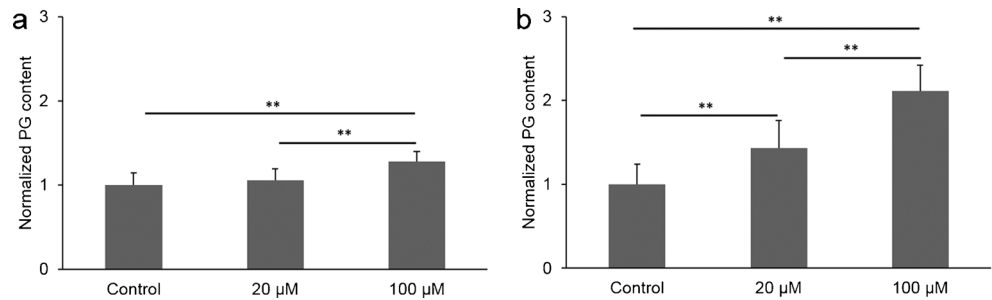 a
Normalized PG content
3
2
1
0
**
**
Control 20 µM 100 µM
b
Normalized PG content
3
2
1
0
**
**
**
Control 20 µM 100 µM